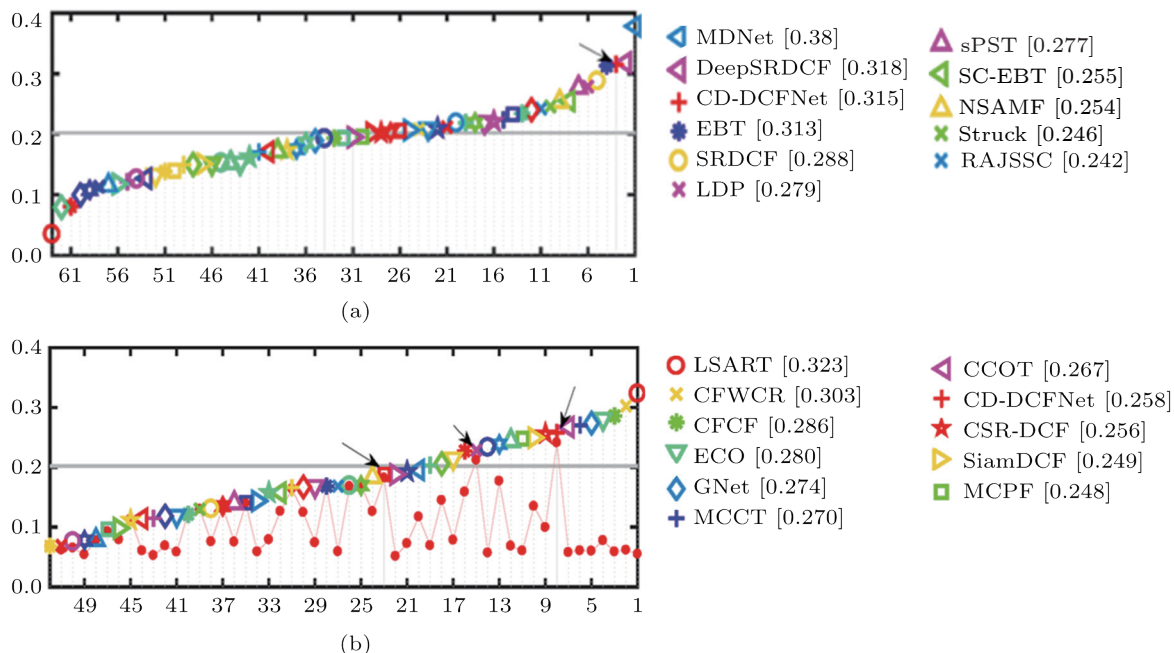 0.4
0.3
0.2
0.1
0.0
61 56 51 46 41 36 31 26 21 16 11 6 1
(a)
MDNet [0.38]
DeepSRDCF [0.318]
CD-DCFNet [0.315]
EBT [0.313]
SRDCF [0.288]
LDP [0.279]
sPST [0.277]
SC-EBT [0.255]
NSAMF [0.254]
Struck [0.246]
RAJSSC [0.242]
0.4
0.3
0.2
0.1
0.0
49 45 41 37 33 29 25 21 17 13 9 5 1
(b)
LSART [0.323]
CFWCR [0.303]
CFCF [0.286]
ECO [0.280]
GNet [0.274]
MCCT [0.270]
CCOT [0.267]
CD-DCFNet [0.258]
CSR-DCF [0.256]
SiamDCF [0.249]
MCPF [0.248]